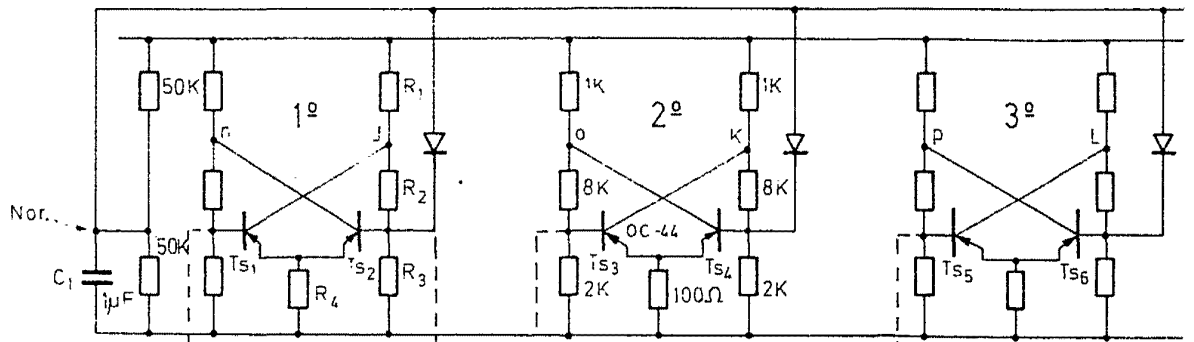 50K
n
1º
J
R₁
R₂
R₃
R₄
Ts₁
Ts₂
Nor.
50K
C₁
1µF
1K
1K
2º
o
K
8K
8K
OC-44
Ts₃
Ts₄
2K
100Ω
2K
3º
p
L
Ts₅
Ts₆